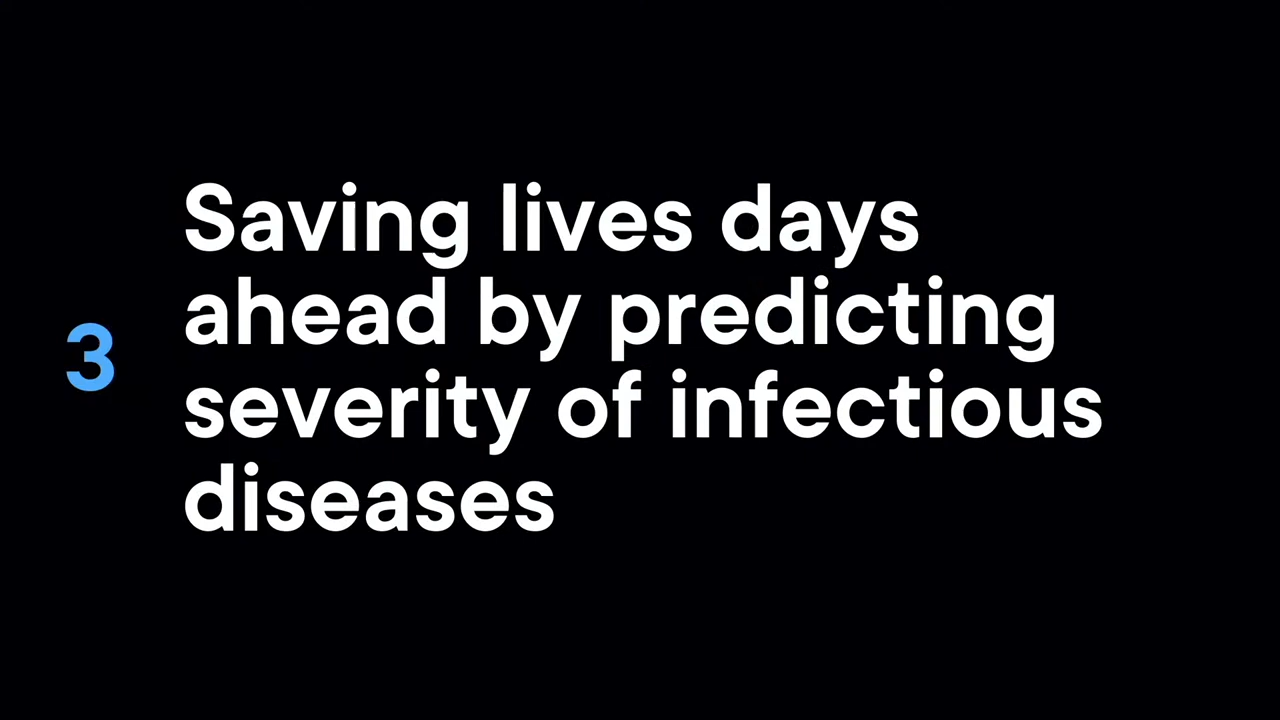 3
Saving lives days
ahead by predicting
severity of infectious
diseases